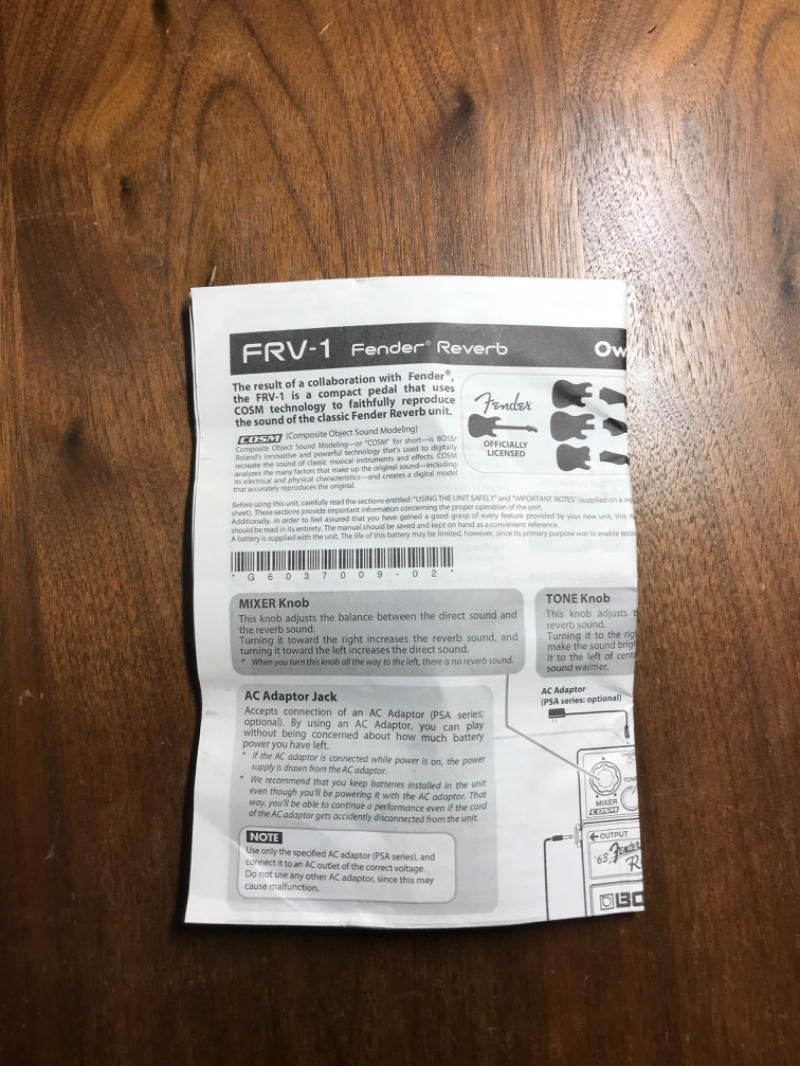 FRV-1 Fender® Reverb Ow
The result of a collaboration with Fender®,
the FRV-1 is a compact pedal that uses
COSM technology to faithfully reproduce
the sound of the classic Fender Reverb unit.
Fender
OFFICIALLY
LICENSED
COSM (Composite Object Sound Modeling)
Composite Object Sound Modeling—or "COSM" for short—is BOSS/
Roland's innovative and powerful technology that's used to digitally
recreate the sound of classic musical instruments and effects. COSM
analyzes the many factors that make up the original sound—including
its electrical and physical characteristics—and creates a digital model
that accurately reproduces the original.
Before using this unit, carefully read the sections entitled: "USING THE UNIT SAFELY" and "IMPORTANT NOTES" (supplied on a sep
sheet). These sections provide important information concerning the proper operation of the unit.
Additionally, in order to feel assured that you have gained a good grasp of every feature provided by your new unit, this m
should be read in its entirety. The manual should be saved and kept on hand as a convenient reference.
A battery is supplied with the unit. The life of this battery may be limited, however, since its primary purpose was to enable testin
* G 6 0 3 7 0 0 9 - 0 2 *
MIXER Knob
This knob adjusts the balance between the direct sound and
the reverb sound.
Turning it toward the right increases the reverb sound, and
turning it toward the left increases the direct sound.
* When you turn this knob all the way to the left, there is no reverb sound.
TONE Knob
This knob adjusts t
reverb sound.
Turning it to the rig
make the sound brigh
it to the left of cent
sound warmer.
AC Adaptor Jack
Accepts connection of an AC Adaptor (PSA series;
optional). By using an AC Adaptor, you can play
without being concerned about how much battery
power you have left.
* If the AC adaptor is connected while power is on, the power
supply is drawn from the AC adaptor.
* We recommend that you keep batteries installed in the unit
even though you'll be powering it with the AC adaptor. That
way, you'll be able to continue a performance even if the cord
of the AC adaptor gets accidently disconnected from the unit.
NOTE
Use only the specified AC adaptor (PSA series), and
connect it to an AC outlet of the correct voltage.
Do not use any other AC adaptor, since this may
cause malfunction.
AC Adaptor
(PSA series: optional)
TONE
MIXER
COSM
OUTPUT
'63 Fender
R
BO